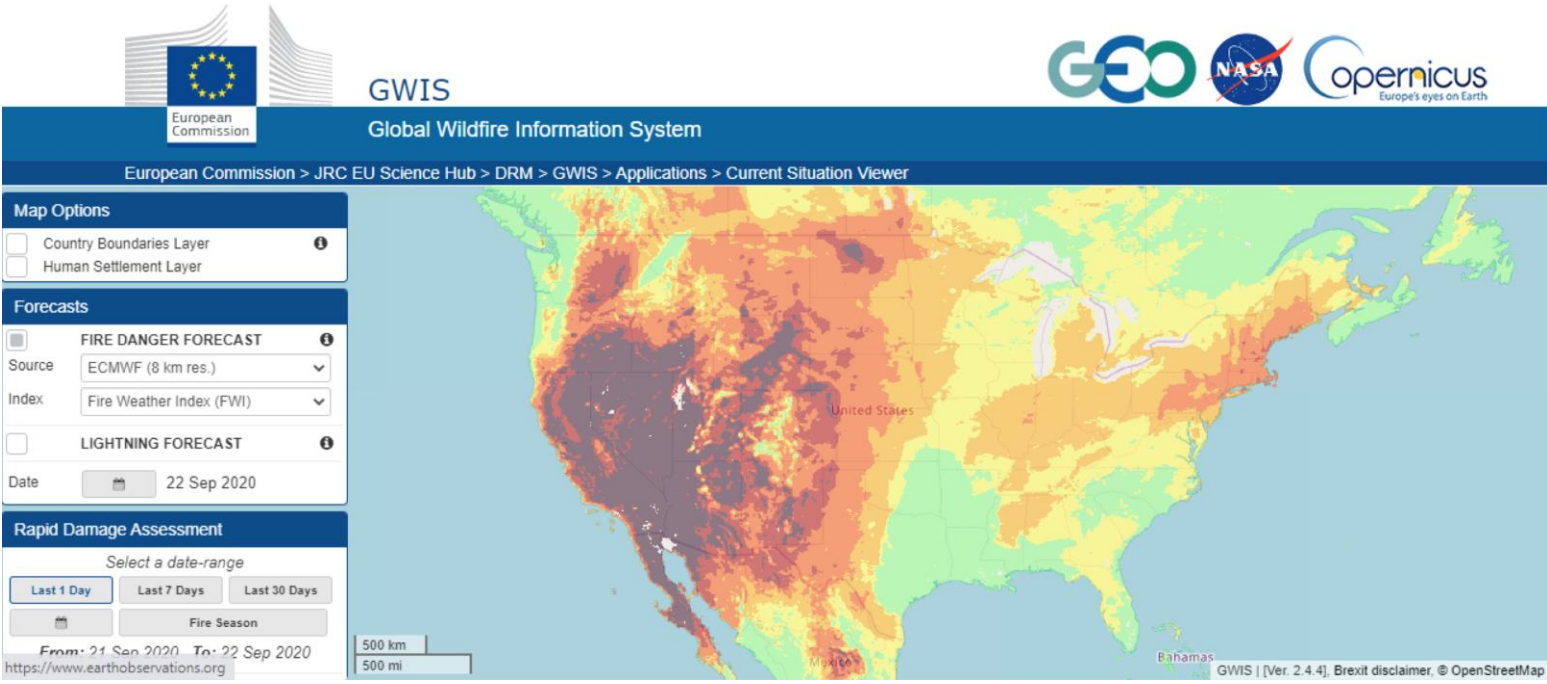 European
Commission
GWIS
GEO
NASA
Copernicus
Europe's eyes on Earth
Global Wildfire Information System
European Commission > JRC EU Science Hub > DRM > GWIS > Applications > Current Situation Viewer
Map Options
Country Boundaries Layer
Human Settlement Layer
Forecasts
FIRE DANGER FORECAST
Source
ECMWF (8 km res.)
Index
Fire Weather Index (FWI)
LIGHTNING FORECAST
Date
22 Sep 2020
Rapid Damage Assessment
Select a date-range
Last 1 Day
Last 7 Days
Last 30 Days
Fire Season
From: 21 Sep 2020 To: 22 Sep 2020
https://www.earthobservations.org
United States
500 km
500 mi
Mexico
Bahamas
GWIS | [Ver. 2.4.4], Brexit disclaimer, © OpenStreetMap